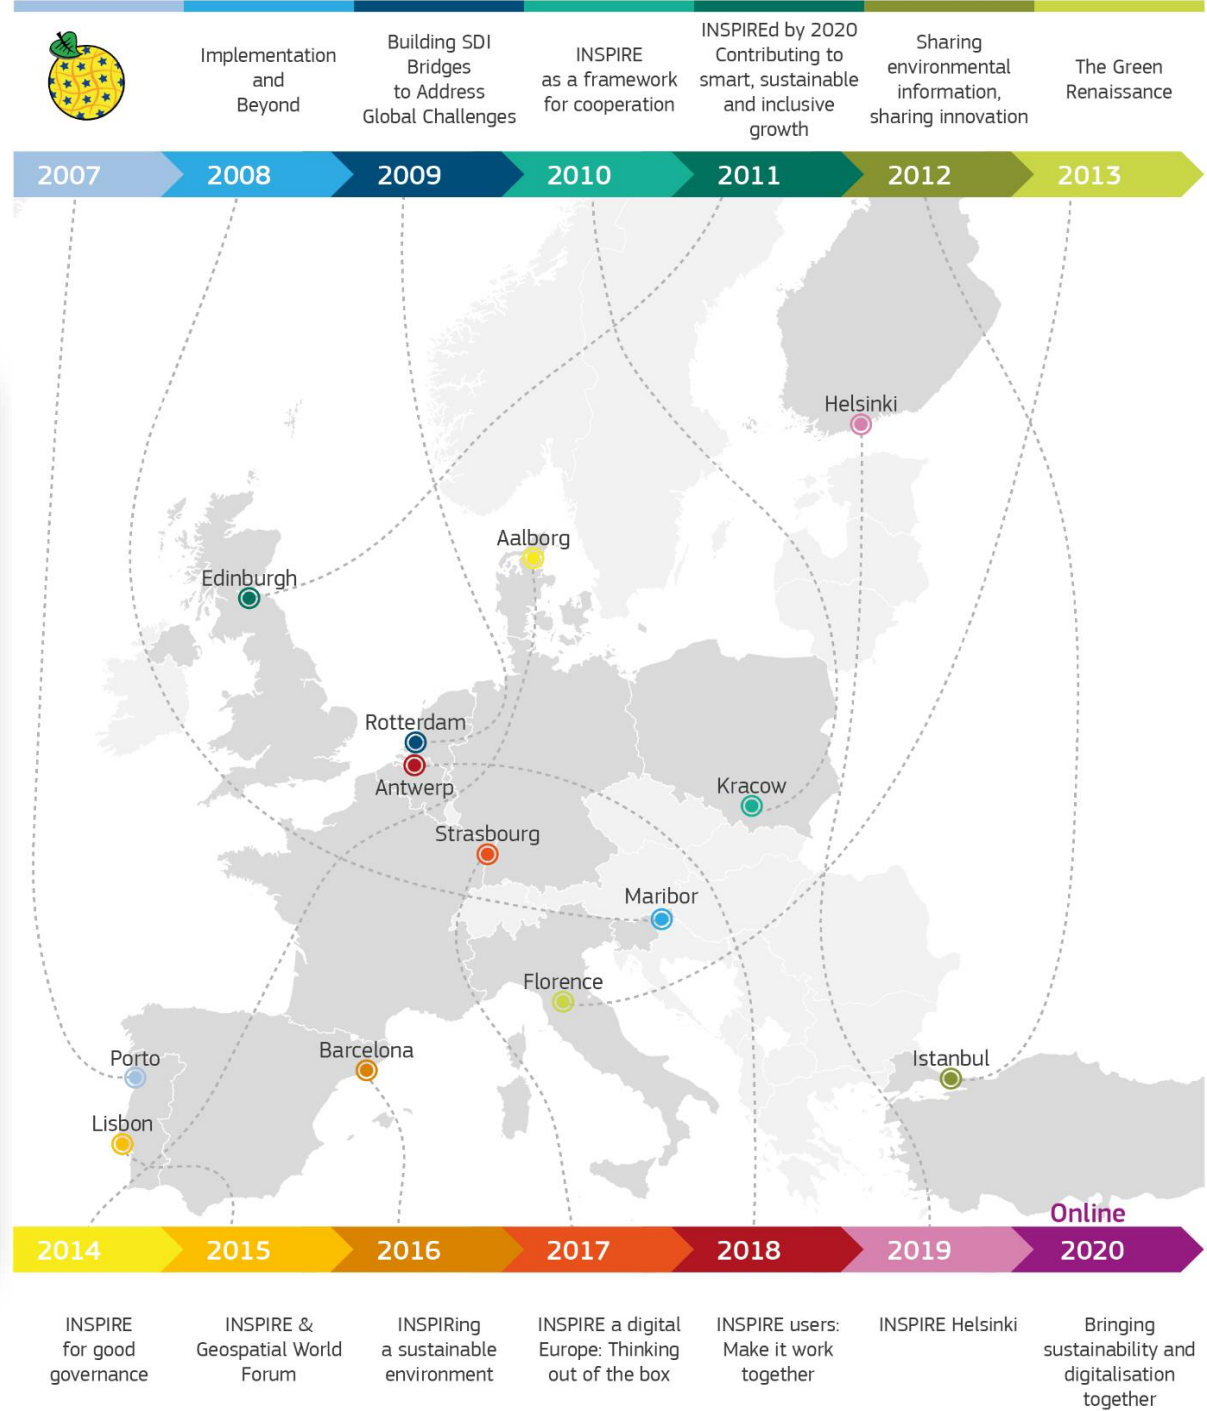 Implementation
and
Beyond
Building SDI
Bridges
to Address
Global Challenges
INSPIRE
as a framework
for cooperation
INSPIREd by 2020
Contributing to
smart, sustainable
and inclusive
growth
Sharing
environmental
information,
sharing innovation
The Green
Renaissance
2007
2008
2009
2010
2011
2012
2013
Helsinki
Aalborg
Edinburgh
Rotterdam
Antwerp
Kracow
Strasbourg
Maribor
Florence
Barcelona
Porto
Istanbul
Lisbon
Online
2014
2015
2016
2017
2018
2019
2020
INSPIRE
for good
governance
INSPIRE &
Geospatial World
Forum
INSPIRing
a sustainable
environment
INSPIRE a digital
Europe: Thinking
out of the box
INSPIRE users:
Make it work
together
INSPIRE Helsinki
Bringing
sustainability and
digitalisation
together